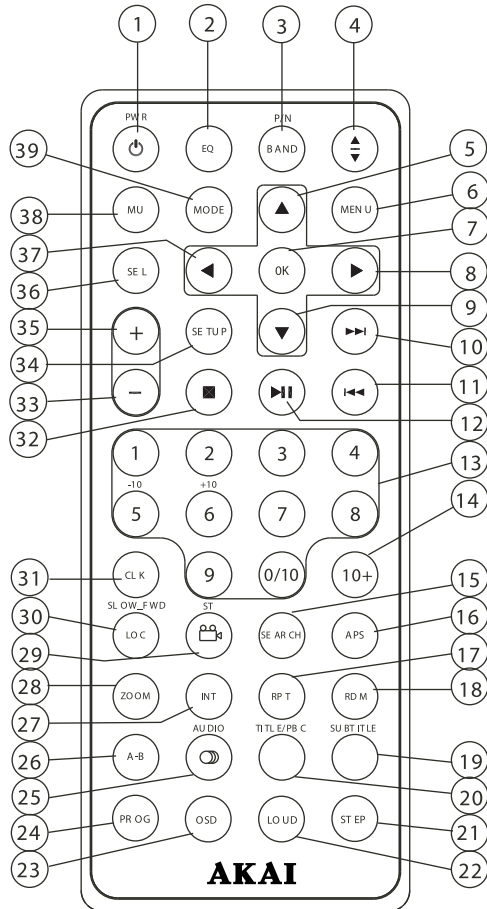 1 2 3 4
PWR P/N
EQ BAND
39 5
MU MODE MENU 6
38 7
37 OK 8
SEL
36 9
35 + SETUP 10
34
33 - 11
32 12
1 2 3 4 13
-10 +10
5 6 7 8 14
31 CLK 9 0/10 10+
SLOW_FWD ST 15
30 LOC SEARCH APS 16
29 17
28 ZOOM INT RPT RDM 18
27
AUDIO TITLE/PBC SUBTITLE
26 A-B 19
25 20
24 PROG OSD LOUD STEP 21
23 22
AKAI